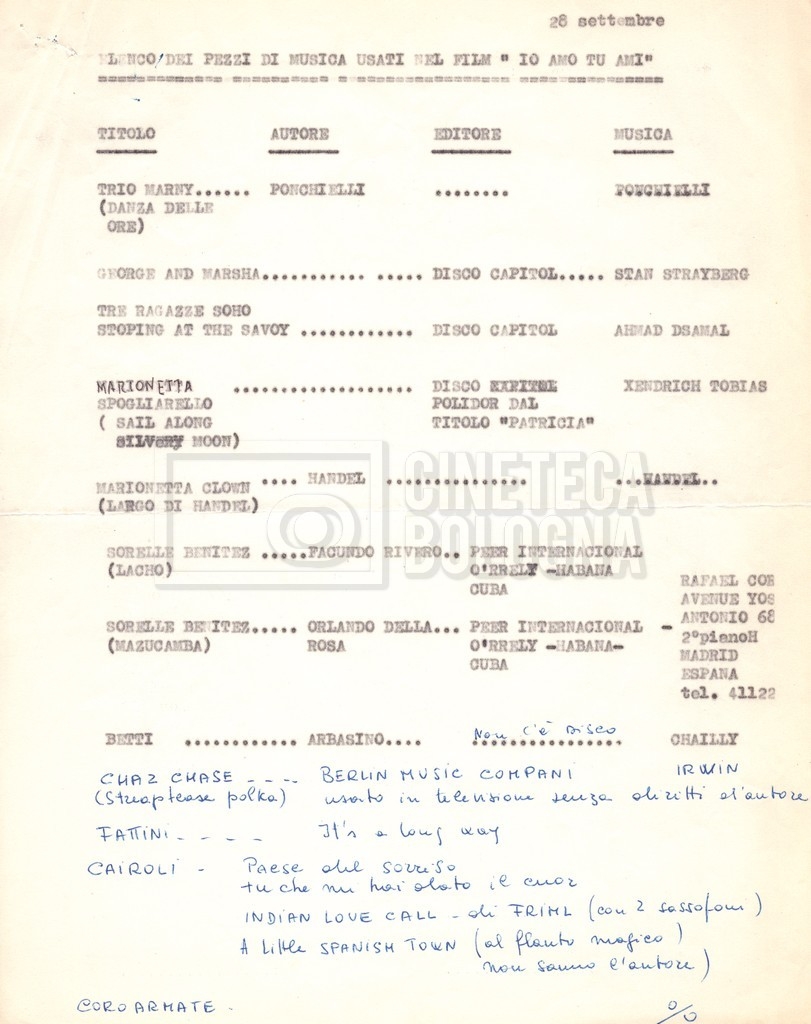 28 settembre
ELENCO DEI PEZZI DI MUSICA USATI NEL FILM " IO AMO TU AMI"
TITOLO AUTORE EDITORE MUSICA
TRIO MARNY...... PONCHIELLI ........ PONCHIELLI
(DANZA DELLE
ORE)
GEORGE AND MARSHA............ ..... DISCO CAPITOL..... STAN STRAYBERG
TRE RAGAZZE SOHO
STOPING AT THE SAVOY ............ DISCO CAPITOL AHMAD DSAMAL
MARIONETTA ................... DISCO KAPITEL XENDRICH TOBIAS
SPOGLIARELLO POLIDOR DAL
( SAIL ALONG TITOLO "PATRICIA"
SILVERY MOON)
MARIONETTA CLOWN .... HANDEL ............... ...HANDEL..
(LARGO DI HANDEL)
CINETECA
BOLOGNA
SORELLE BENITEZ .....FACUNDO RIVERO.. PEER INTERNACIONAL
(LACHO) O'RRELY -HABANA
CUBA
RAFAEL COE
AVENUE YOS
SORELLE BENITEZ..... ORLANDO DELLA... PEER INTERNACIONAL - ANTONIO 68
(MAZUCAMBA) ROSA O'RRELY -HABANA- 2°pianoH
CUBA MADRID
ESPANA
tel. 41122
Non c'è disco
BETTI ............ ARBASINO.... ................ CHAILLY
CHAZ CHASE ---- BERLIN MUSIC COMPANI IRWIN
(Streaptease polka) usato in televisione senza diritti d'autore
FATTINI- - - - It's a long way
CAIROLI - Paese del sorriso
tu che mi hai dato il cuor
INDIAN LOVE CALL - di FRIML (con 2 sassofoni)
A little SPANISH TOWN (al flauto magico)
non sanno l'autore)
CORO ARMATE -
%